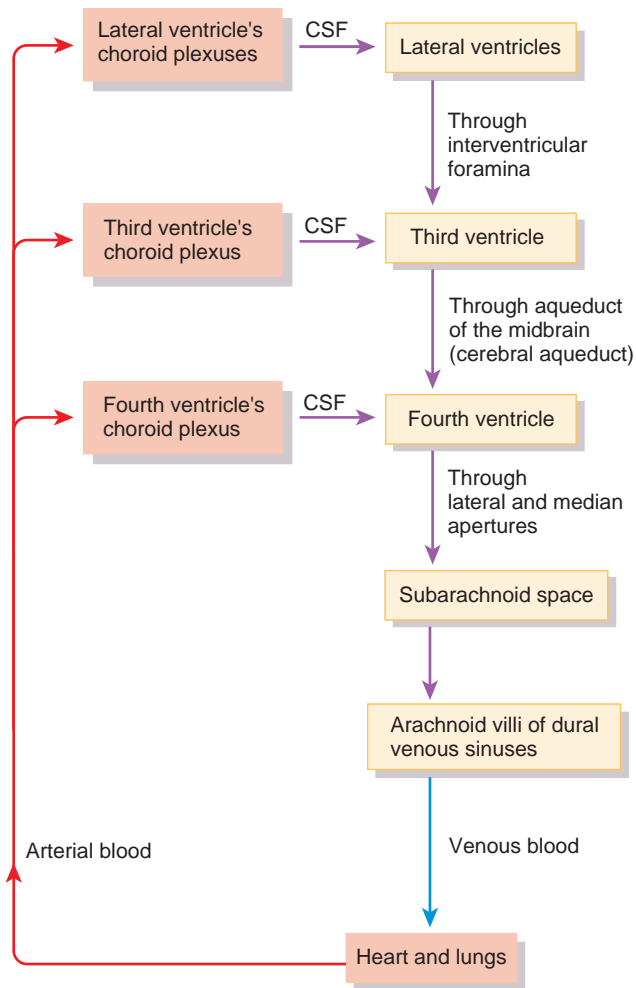 Lateral ventricle's
choroid plexuses
CSF
Lateral ventricles
Through
interventricular
foramina
Third ventricle's
choroid plexus
CSF
Third ventricle
Through aqueduct
of the midbrain
(cerebral aqueduct)
Fourth ventricle's
choroid plexus
CSF
Fourth ventricle
Through
lateral and median
apertures
Subarachnoid space
Arachnoid villi of dural
venous sinuses
Arterial blood
Venous blood
Heart and lungs